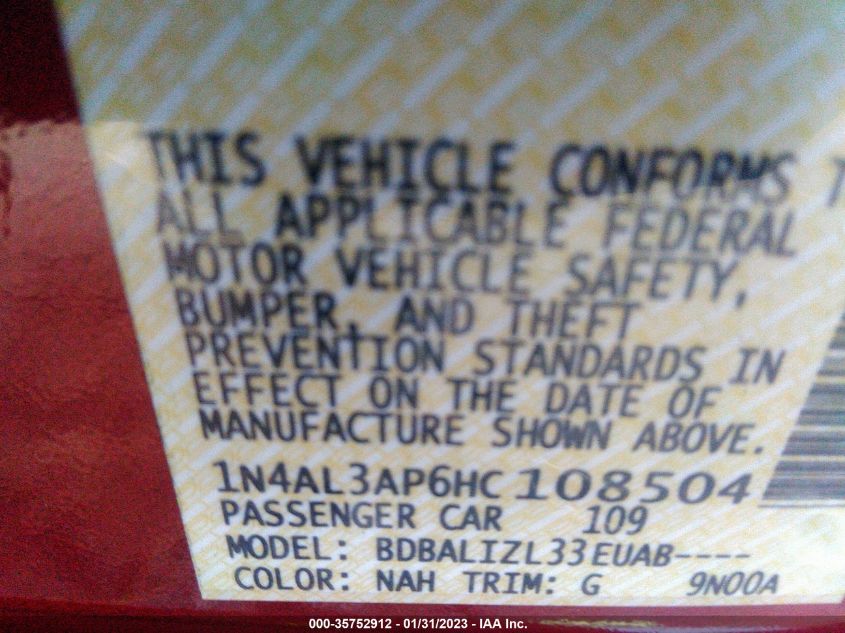 THIS VEHICLE CONFORMS T
ALL APPLICABLE FEDERAL
MOTOR VEHICLE SAFETY,
BUMPER, AND THEFT
PREVENTION STANDARDS IN
EFFECT ON THE DATE OF
MANUFACTURE SHOWN ABOVE.
1N4AL3AP6HC108504
PASSENGER CAR 109
MODEL: BDBALIZL33EUAB----
COLOR: NAH TRIM: G 9N00A
000-35752912 - 01/31/2023 - IAA Inc.